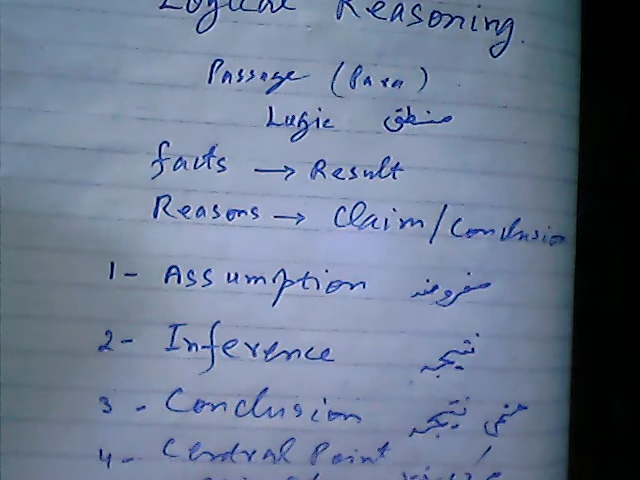 Logical Reasoning.
Passage (Para)
Logic منطق
facts → Result
Reasons → Claim/Conclusion
1- Assumption مفروضہ
2- Inference نتیجہ
3- Conclusion حتمی نتیجہ
4- Central Point